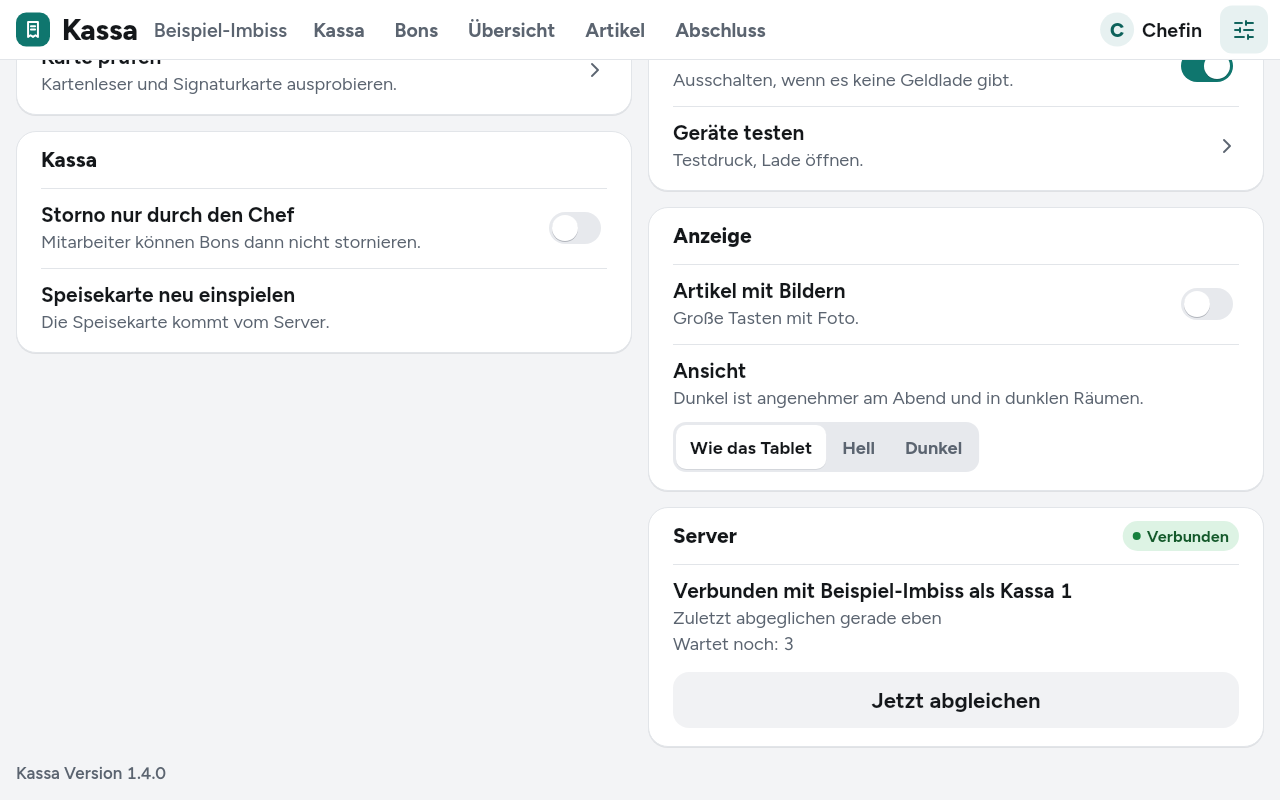 Kassa Beispiel-Imbiss Kassa Bons Übersicht Artikel Abschluss C Chefin
Karte prüfen
Kartenleser und Signaturkarte ausprobieren.
Kassa
Storno nur durch den Chef
Mitarbeiter können Bons dann nicht stornieren.
Speisekarte neu einspielen
Die Speisekarte kommt vom Server.
Ausschalten, wenn es keine Geldlade gibt.
Geräte testen
Testdruck, Lade öffnen.
Anzeige
Artikel mit Bildern
Große Tasten mit Foto.
Ansicht
Dunkel ist angenehmer am Abend und in dunklen Räumen.
Wie das Tablet Hell Dunkel
Server Verbunden
Verbunden mit Beispiel-Imbiss als Kassa 1
Zuletzt abgeglichen gerade eben
Wartet noch: 3
Jetzt abgleichen
Kassa Version 1.4.0